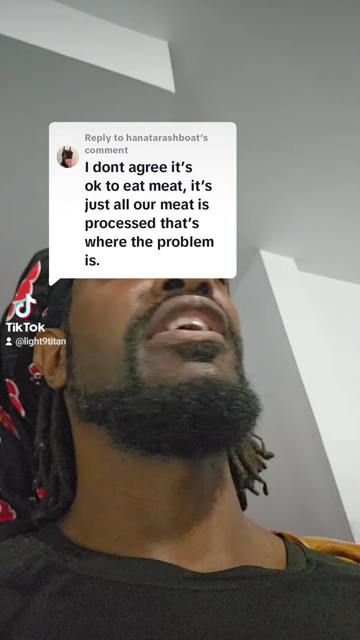 Reply to hanatarashboat's
comment
I dont agree it's
ok to eat meat, it's
just all our meat is
processed that's
where the problem
is.
TikTok
@light9titan